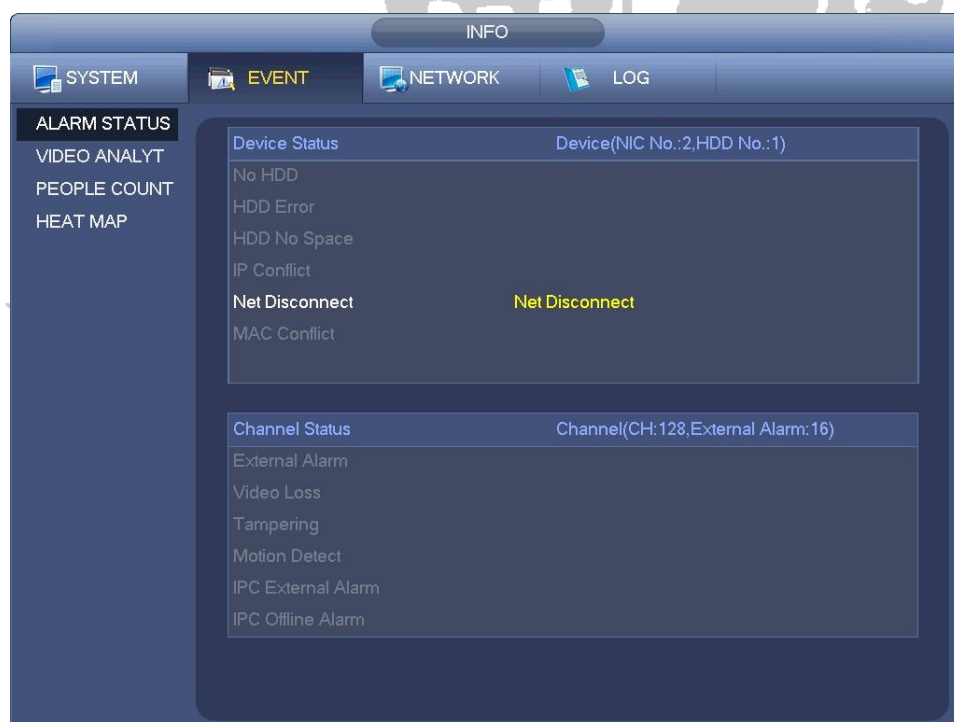 INFO
SYSTEM EVENT NETWORK LOG
ALARM STATUS
VIDEO ANALYT
PEOPLE COUNT
HEAT MAP
Device Status Device(NIC No.:2,HDD No.:1)
No HDD
HDD Error
HDD No Space
IP Conflict
Net Disconnect Net Disconnect
MAC Conflict
Channel Status Channel(CH:128,External Alarm:16)
External Alarm
Video Loss
Tampering
Motion Detect
IPC External Alarm
IPC Offline Alarm